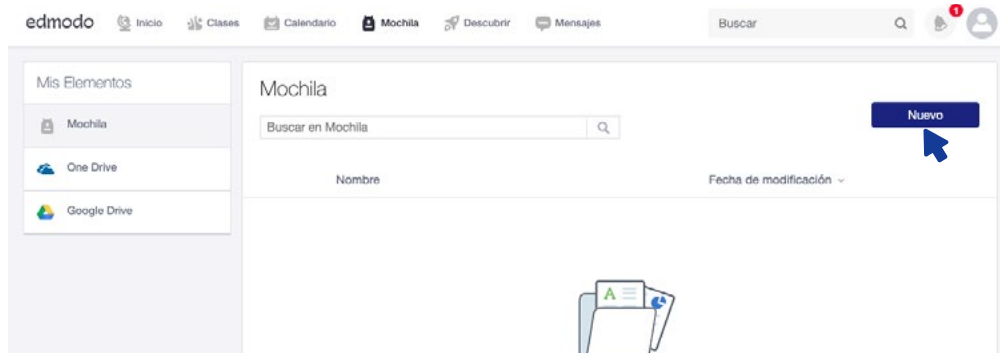 edmodo Inicio Clases Calendario Mochila Descubrir Mensajes Buscar 1
Mis Elementos
Mochila
One Drive
Google Drive
Mochila
Buscar en Mochila
Nuevo
Nombre Fecha de modificación
A